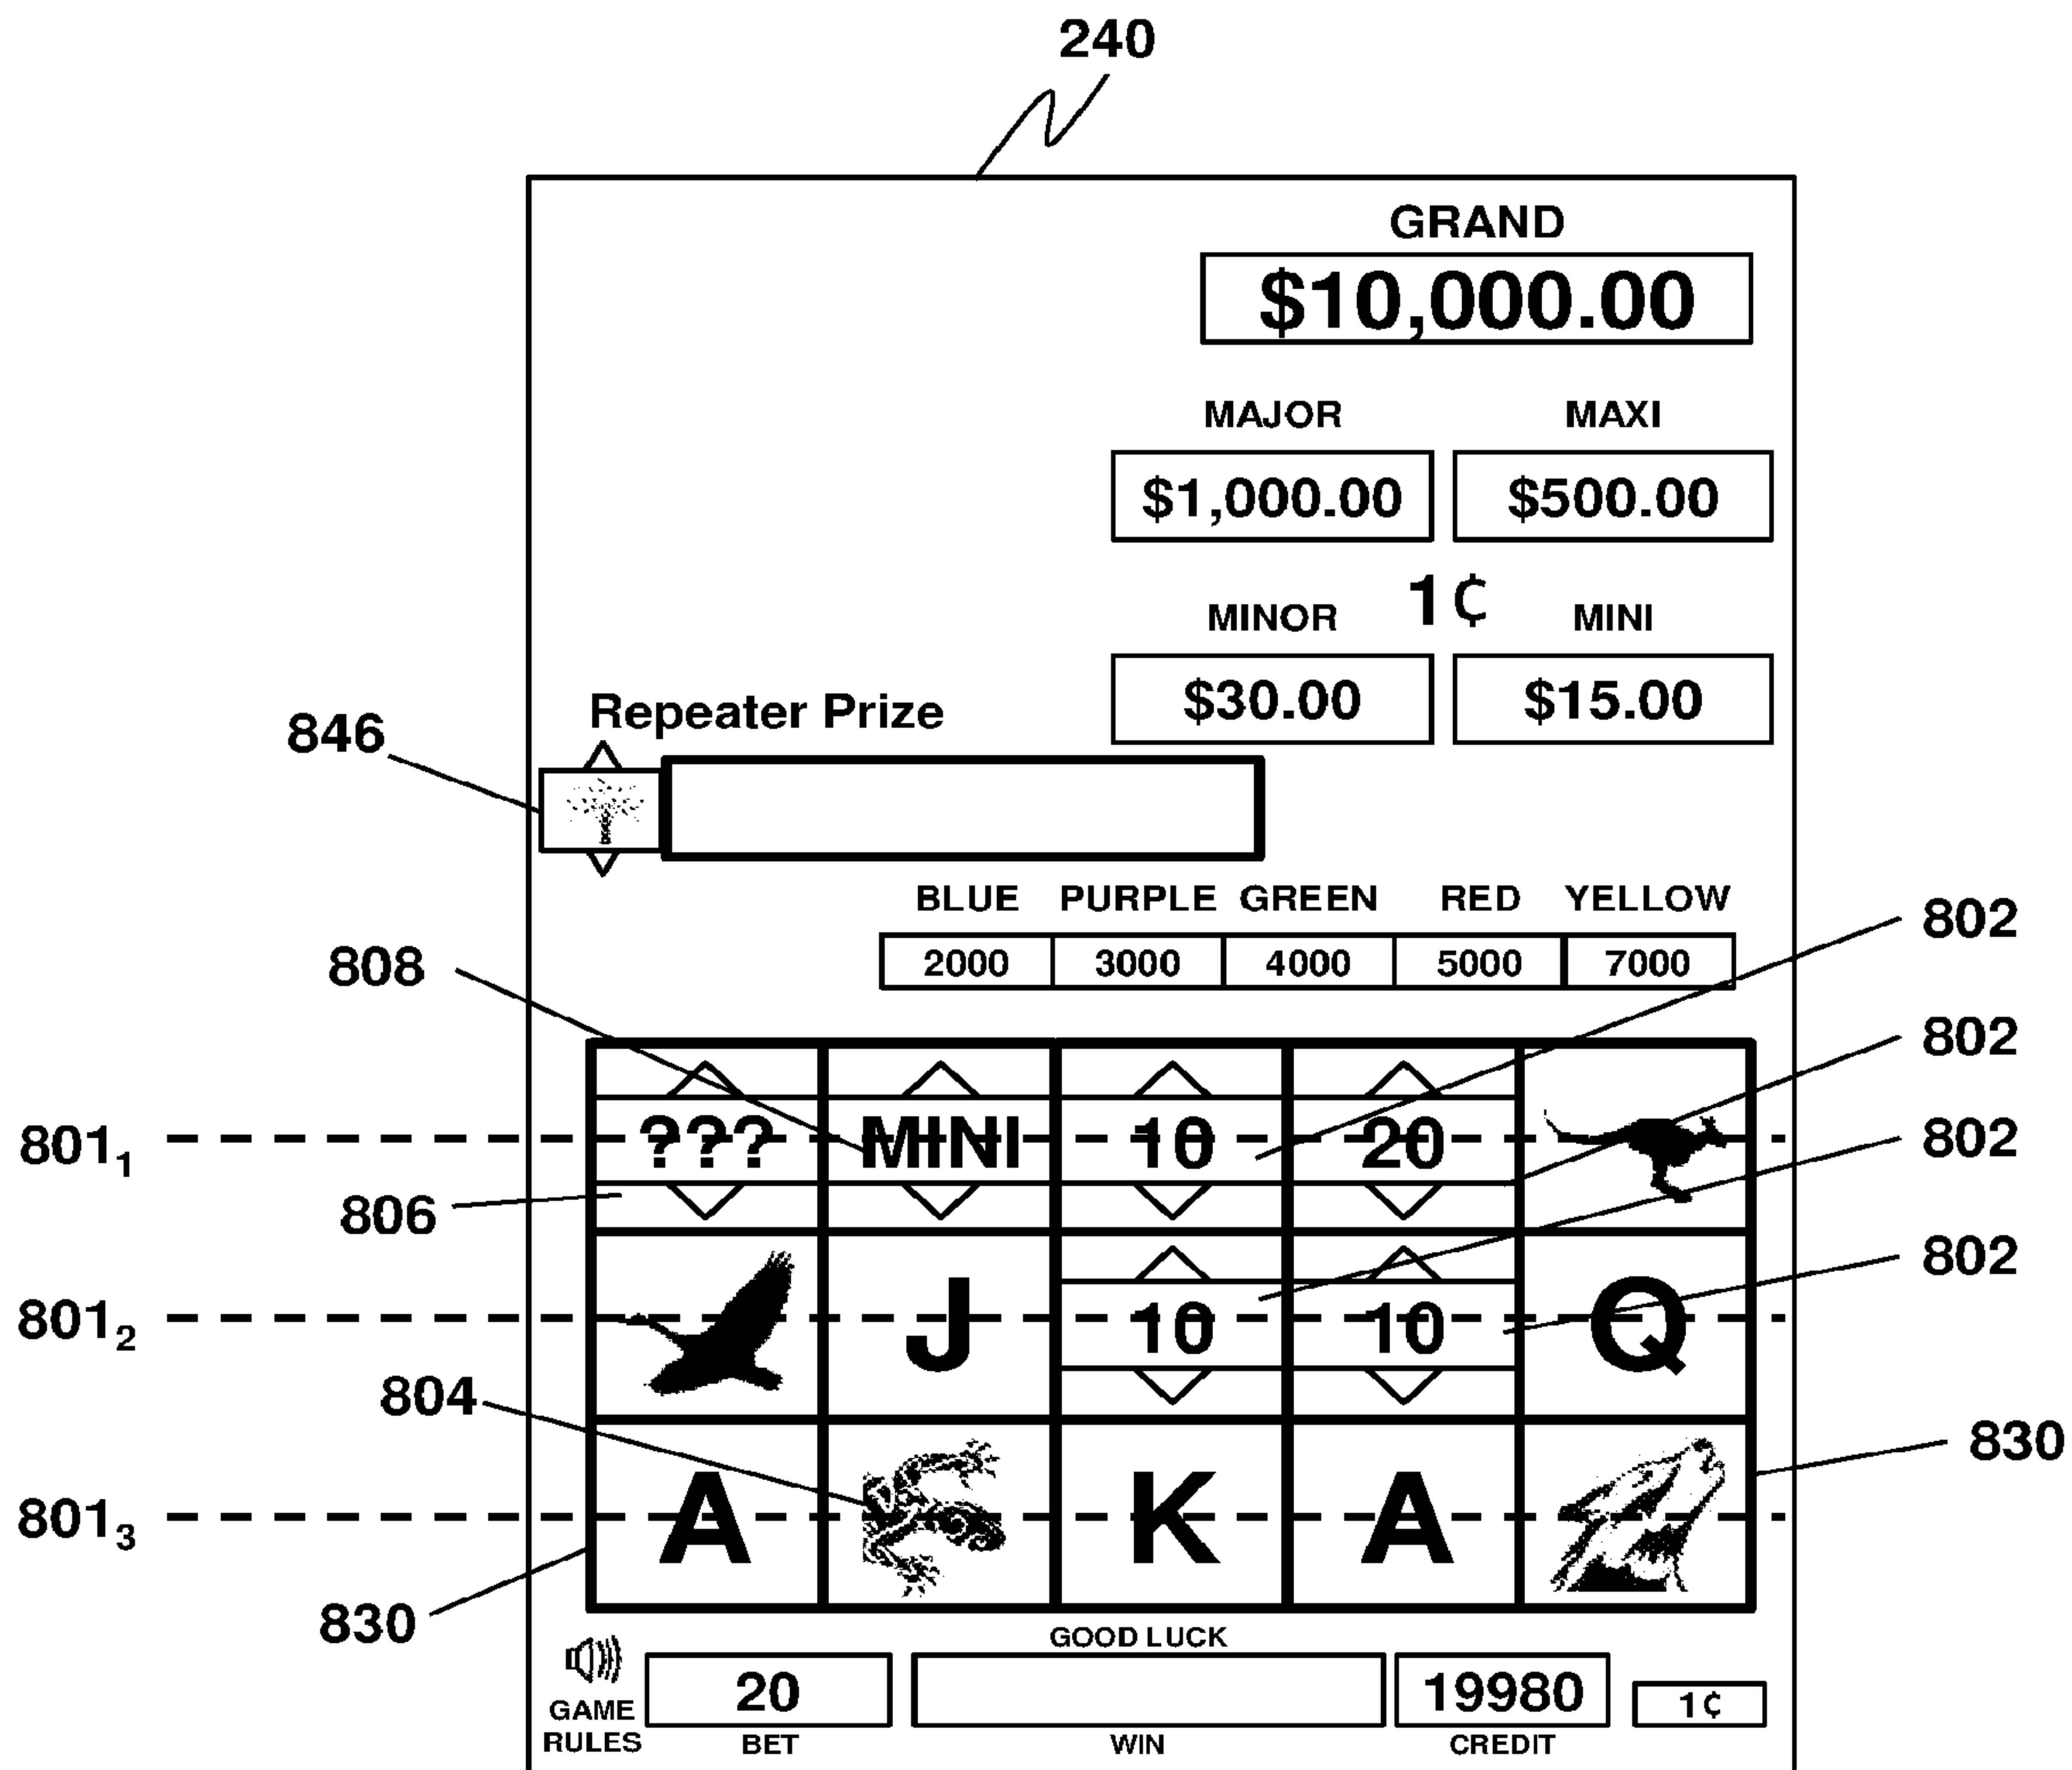 240
GRAND
$10,000.00
MAJOR MAXI
$1,000.00 $500.00
1¢
MINOR MINI
$30.00 $15.00
Repeater Prize
846
BLUE PURPLE GREEN RED YELLOW
802
2000 3000 4000 5000 7000
808
802
801₁ ??? MINI 10 20 802
806
802
801₂ J 10 10 Q
804
830
801₃ A K A
830
GOOD LUCK
20 19980 1¢
GAME
RULES BET WIN CREDIT